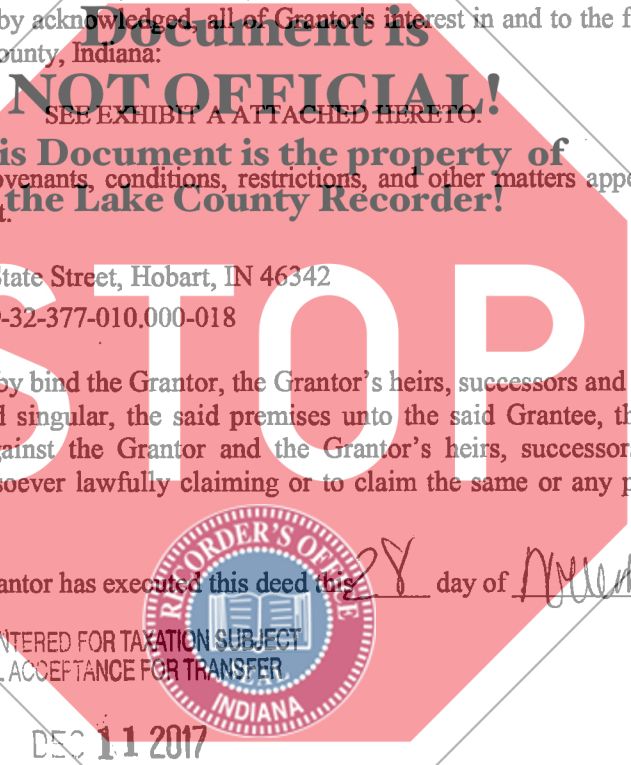 by acknowledged, all of Grantor's interest in and to the f
Document is
ounty, Indiana:
NOT OFFICIAL!
SEE EXHIBIT A ATTACHED HERETO.
is Document is the property of
ovenants, conditions, restrictions, and other matters appe
the Lake County Recorder!
t.
State Street, Hobart, IN 46342
-32-377-010.000-018
STOP
by bind the Grantor, the Grantor's heirs, successors and
d singular, the said premises unto the said Grantee, th
gainst the Grantor and the Grantor's heirs, successor
soever lawfully claiming or to claim the same or any p
RECORDER'S OFFICE
antor has executed this deed this 28 day of
NTERED FOR TAXATION SUBJECT
L ACCEPTANCE FOR TRANSFER
SEAL
INDIANA
DEC 11 2017